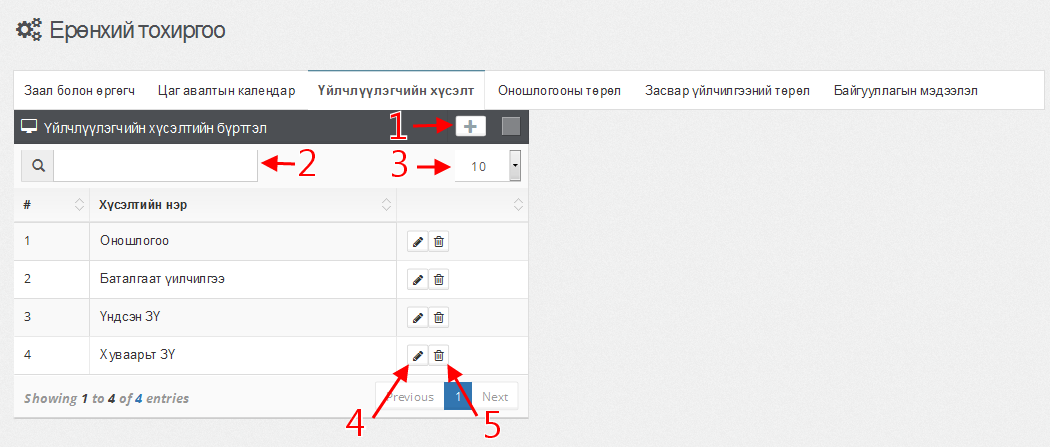 Ерөнхий тохиргоо
Заал болон өргөгч Цаг авалтын календар Үйлчлүүлэгчийн хүсэлт Оношлогооны төрөл Засвар үйлчилгээний төрөл Байгууллагын мэдээлэл
Үйлчлүүлэгчийн хүсэлтийн бүртгэл 1
2 3 10
# Хүсэлтийн нэр
1 Оношлогоо
2 Баталгаат үилчилгээ
3 Үндсэн ЗҮ
4 Хуваарьт ЗҮ
Showing 1 to 4 of 4 entries Previous 1 Next
4 5